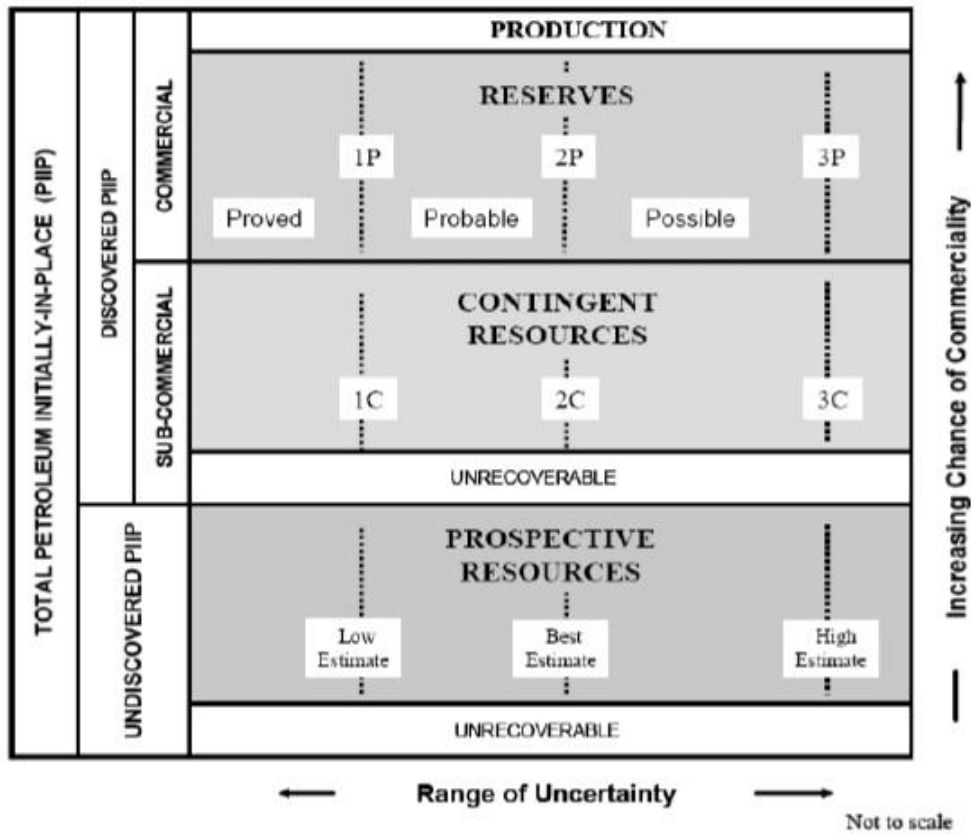 TOTAL PETROLEUM INITIALLY-IN-PLACE (PIIP)
DISCOVERED PIIP
UNDISCOVERED PIIP
COMMERCIAL
SUB-COMMERCIAL
PRODUCTION
RESERVES
1P 2P 3P
Proved Probable Possible
CONTINGENT
RESOURCES
1C 2C 3C
UNRECOVERABLE
PROSPECTIVE
RESOURCES
Low Best High
Estimate Estimate Estimate
UNRECOVERABLE
Increasing Chance of Commerciality
Range of Uncertainty
Not to scale